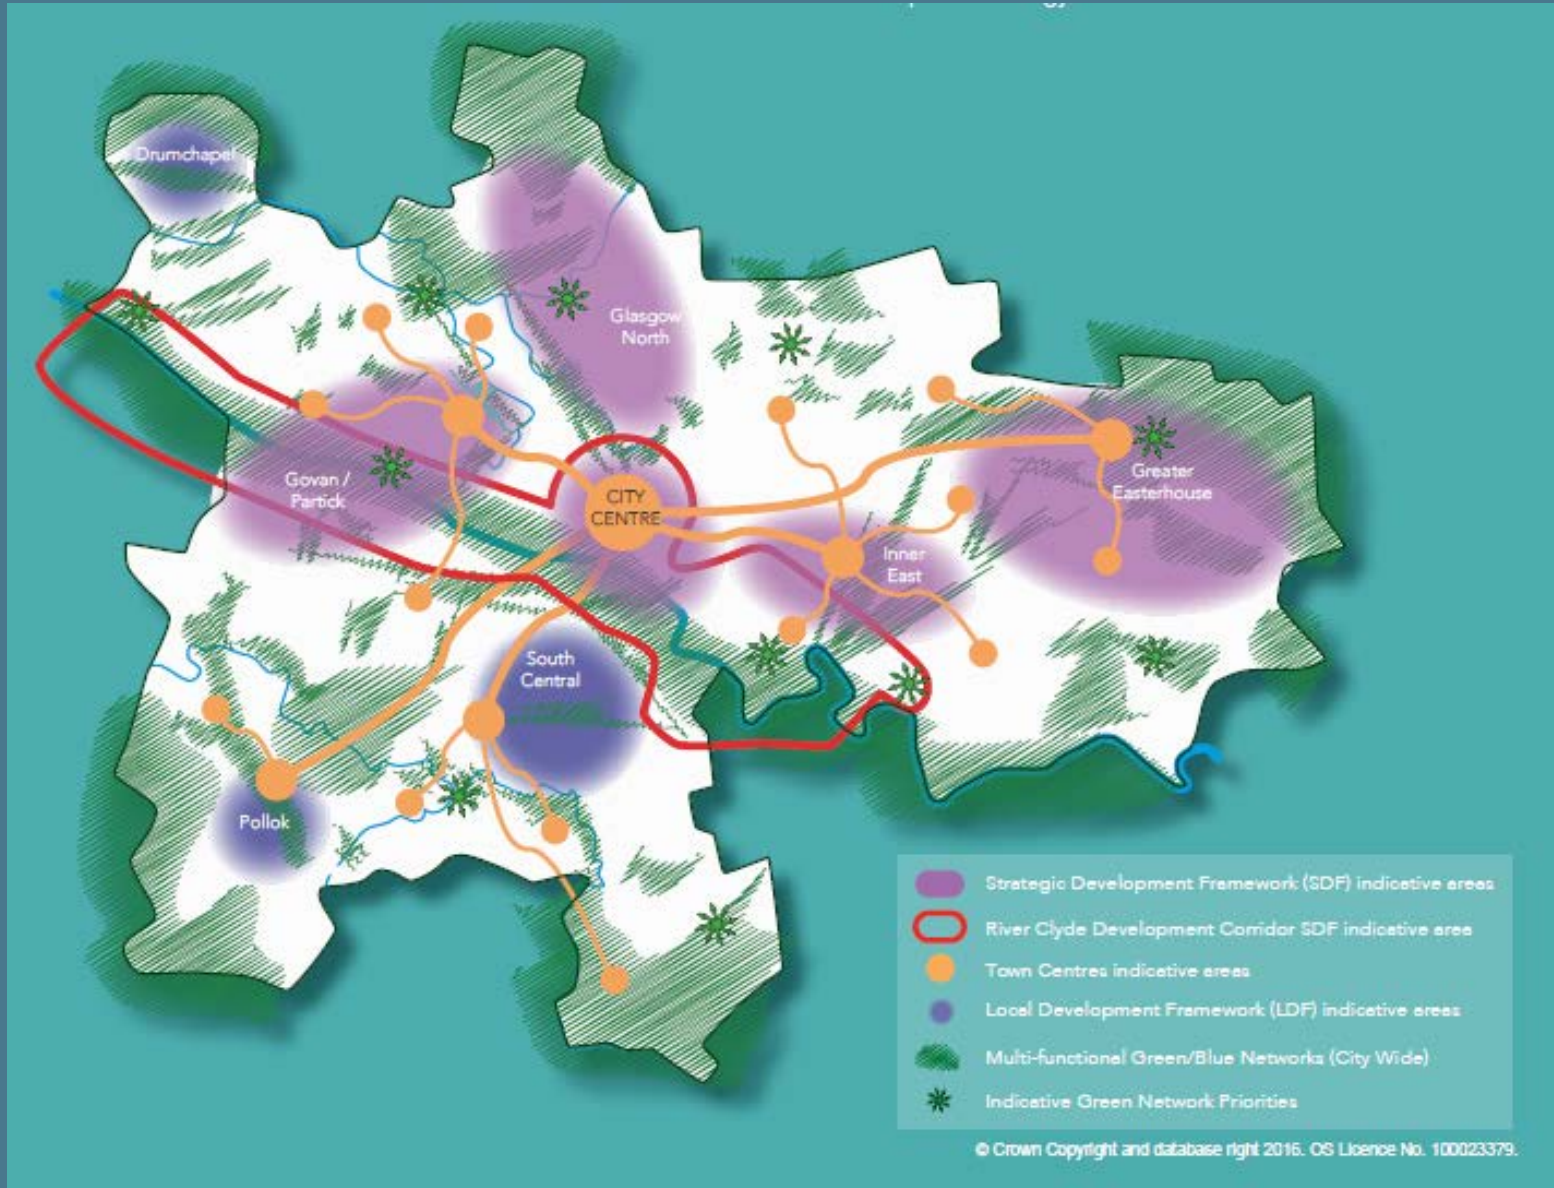 Drumchapel
Glasgow
North
Govan /
Partick
CITY
CENTRE
Greater
Easterhouse
Inner
East
South
Central
Pollok
Strategic Development Framework (SDF) indicative areas
River Clyde Development Corridor SDF indicative area
Town Centres indicative areas
Local Development Framework (LDF) indicative areas
Multi-functional Green/Blue Networks (City Wide)
Indicative Green Network Priorities
© Crown Copyright and database right 2016. OS Licence No. 100023379.